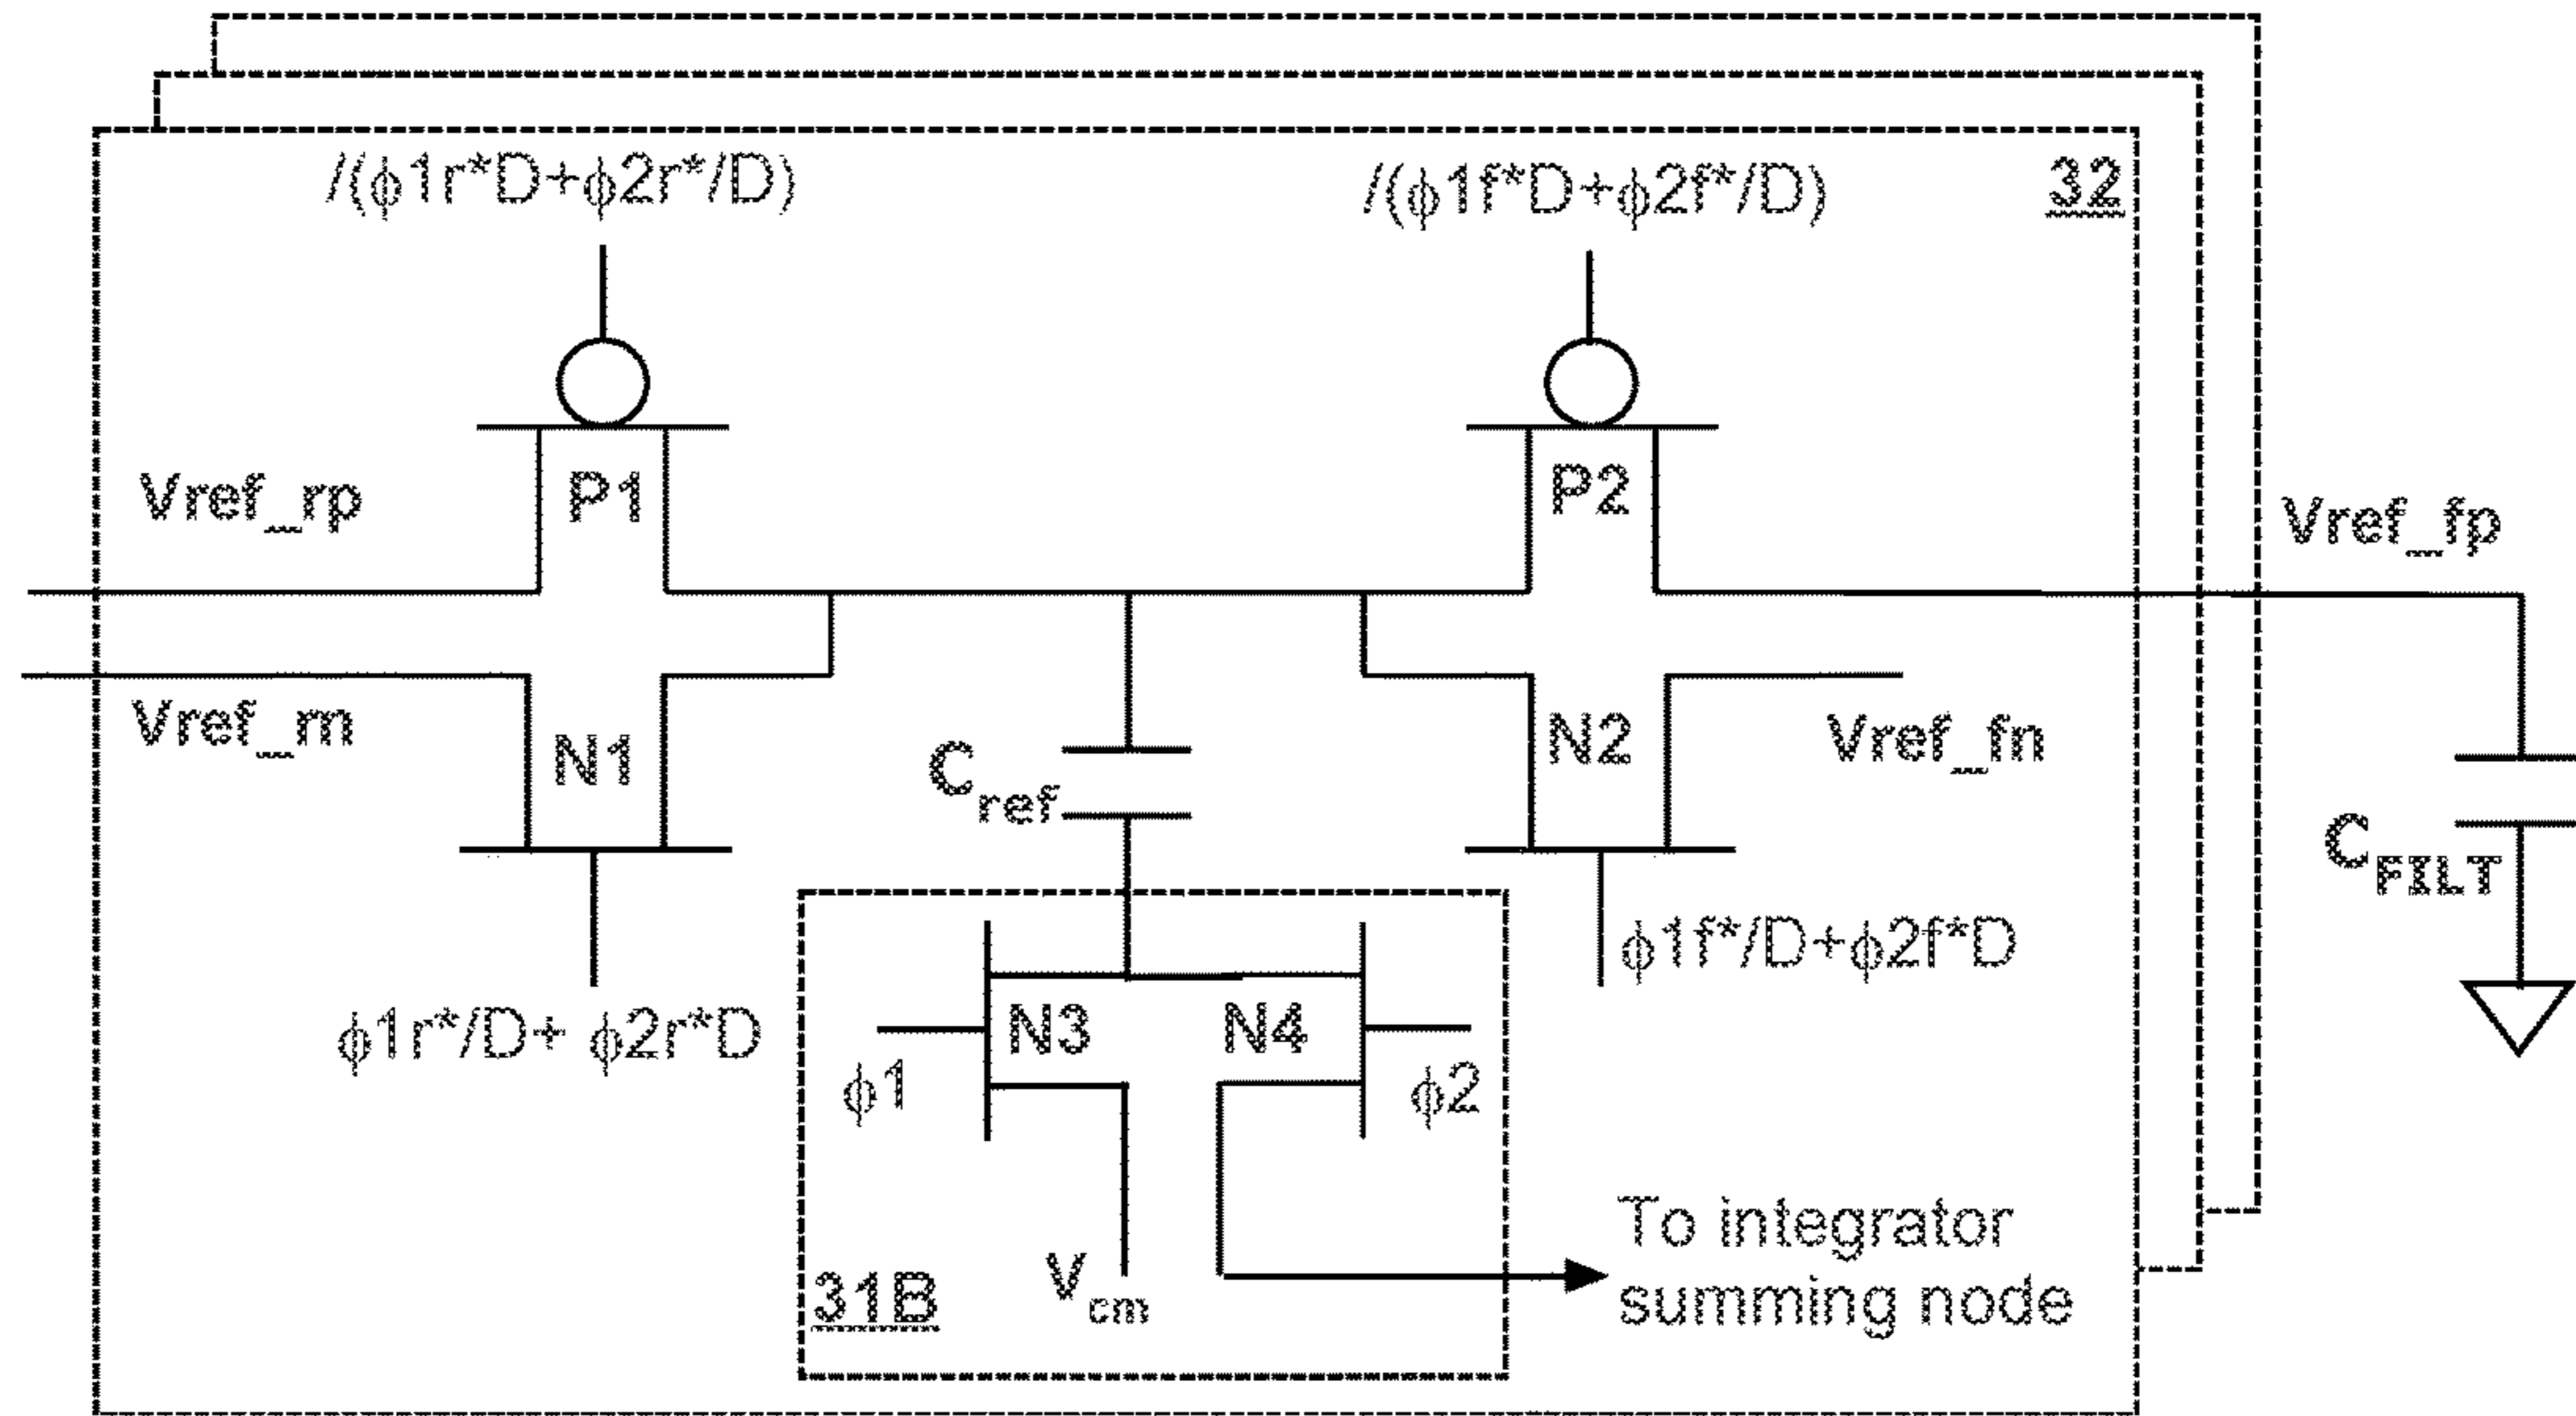 /(ϕ1r*D+ϕ2r*/D)
/(ϕ1f*D+ϕ2f*/D)
32
Vref_rp
P1
P2
Vref_fp
Vref_rn
N1
Cref
N2
Vref_fn
CFILT
ϕ1r*/D+ ϕ2r*D
ϕ1f*/D+ϕ2f*D
N3
N4
ϕ1
ϕ2
Vcm
31B
To integrator
summing node